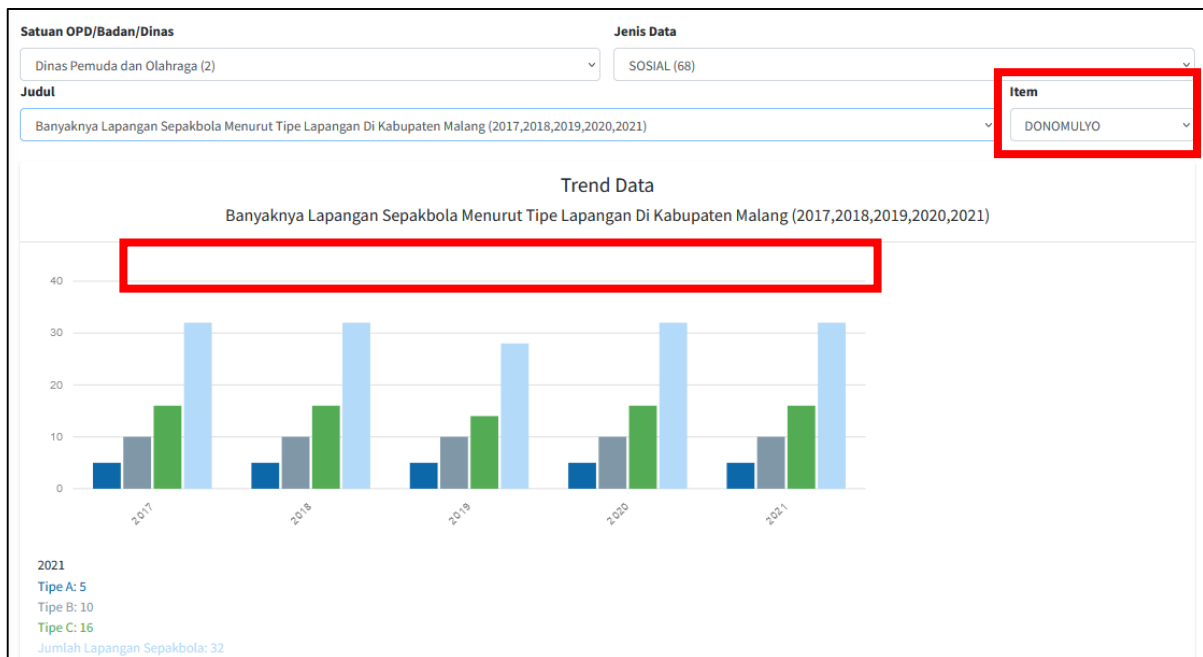 Satuan OPD/Badan/Dinas
Jenis Data
Dinas Pemuda dan Olahraga (2)
SOSIAL (68)
Judul
Item
Banyaknya Lapangan Sepakbola Menurut Tipe Lapangan Di Kabupaten Malang (2017,2018,2019,2020,2021)
DONOMULYO
Trend Data
Banyaknya Lapangan Sepakbola Menurut Tipe Lapangan Di Kabupaten Malang (2017,2018,2019,2020,2021)
40
30
20
10
0
2017
2018
2019
2020
2021
2021
Tipe A: 5
Tipe B: 10
Tipe C: 16
Jumlah Lapangan Sepakbola: 32